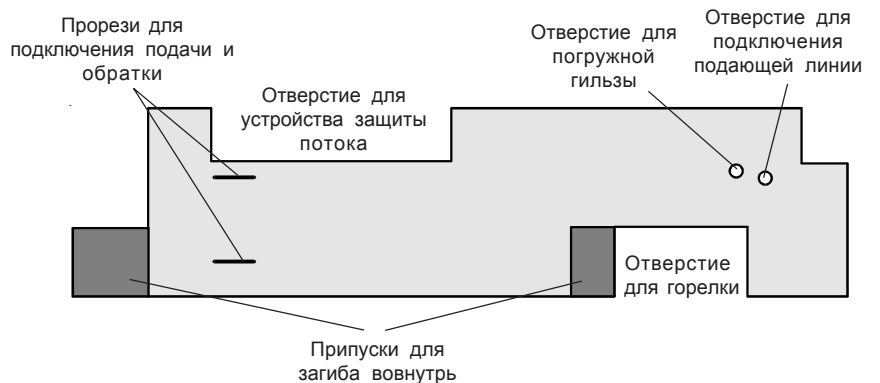 Прорези для
подключения подачи и
обратки
Отверстие для
устройства защиты
потока
Отверстие для
погружной
гильзы
Отверстие для
подключения
подающей линии
Отверстие
для горелки
Припуски для
загиба вовнутрь